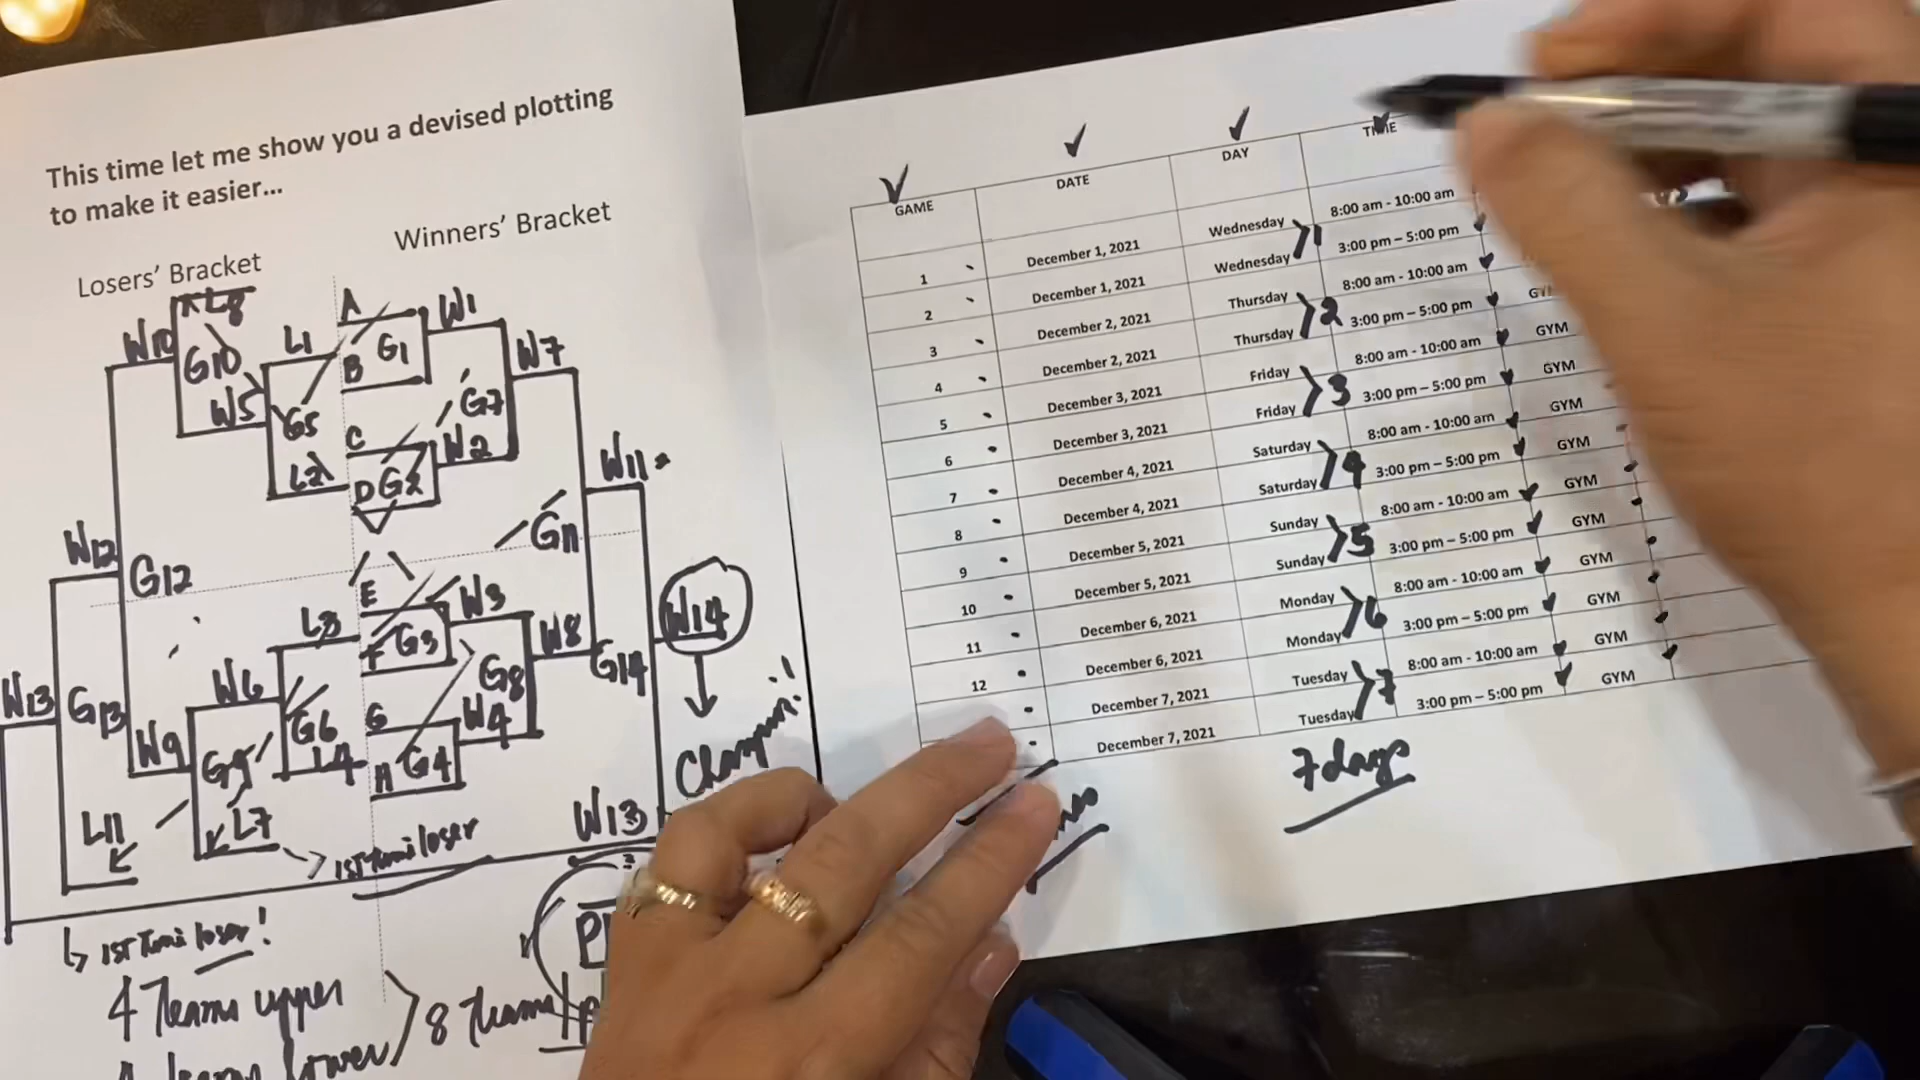 This time let me show you a devised plotting
to make it easier...
Losers' Bracket
Winners' Bracket
L8
A
W1
W10
G10
L1
B
G1
W7
W5
G5
C
G7
W2
L2
D
G2
W11
G11
W12
G12
E
W3
L3
F
G3
W8
G14
W14
W13
G13
W6
G6
G
W4
G8
W9
G9
L4
H
G4
Champion!
L11
L7
1st time loser
W13
1st time loser!
4 Teams upper
Teams lower
8 Teams
GAME
DATE
DAY
TIME
1 December 1, 2021 Wednesday 8:00 am - 10:00 am
2 December 1, 2021 Wednesday 3:00 pm – 5:00 pm
1
3 December 2, 2021 Thursday 8:00 am - 10:00 am
4 December 2, 2021 Thursday 3:00 pm – 5:00 pm
2
5 December 3, 2021 Friday 8:00 am - 10:00 am GYM
6 December 3, 2021 Friday 3:00 pm – 5:00 pm GYM
3
7 December 4, 2021 Saturday 8:00 am - 10:00 am GYM
8 December 4, 2021 Saturday 3:00 pm – 5:00 pm GYM
4
9 December 5, 2021 Sunday 8:00 am - 10:00 am GYM
10 December 5, 2021 Sunday 3:00 pm – 5:00 pm GYM
5
11 December 6, 2021 Monday 8:00 am - 10:00 am GYM
12 December 6, 2021 Monday 3:00 pm – 5:00 pm GYM
6
December 7, 2021 Tuesday 8:00 am - 10:00 am GYM
December 7, 2021 Tuesday 3:00 pm – 5:00 pm GYM
7
7 days